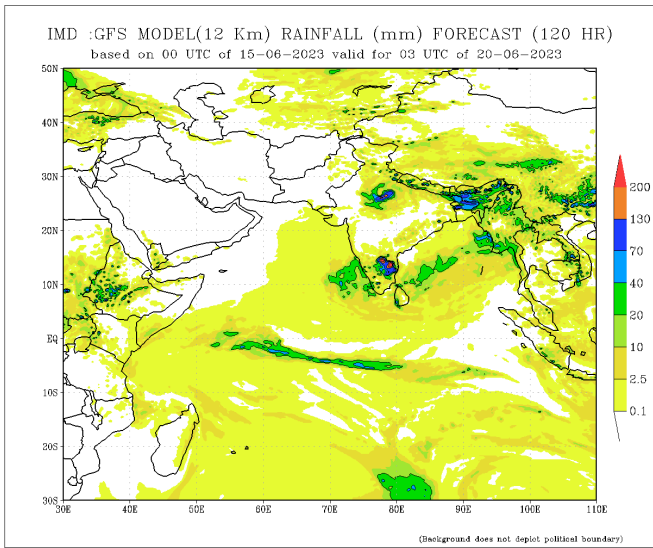 IMD :GFS MODEL(12 Km) RAINFALL (mm) FORECAST (120 HR)
based on 00 UTC of 15-06-2023 valid for 03 UTC of 20-06-2023
50N
40N
30N
20N
10N
EQ
10S
20S
30S
30E 40E 50E 60E 70E 80E 90E 100E 110E
200
130
70
40
20
10
2.5
0.1
(Background does not depict political boundary)